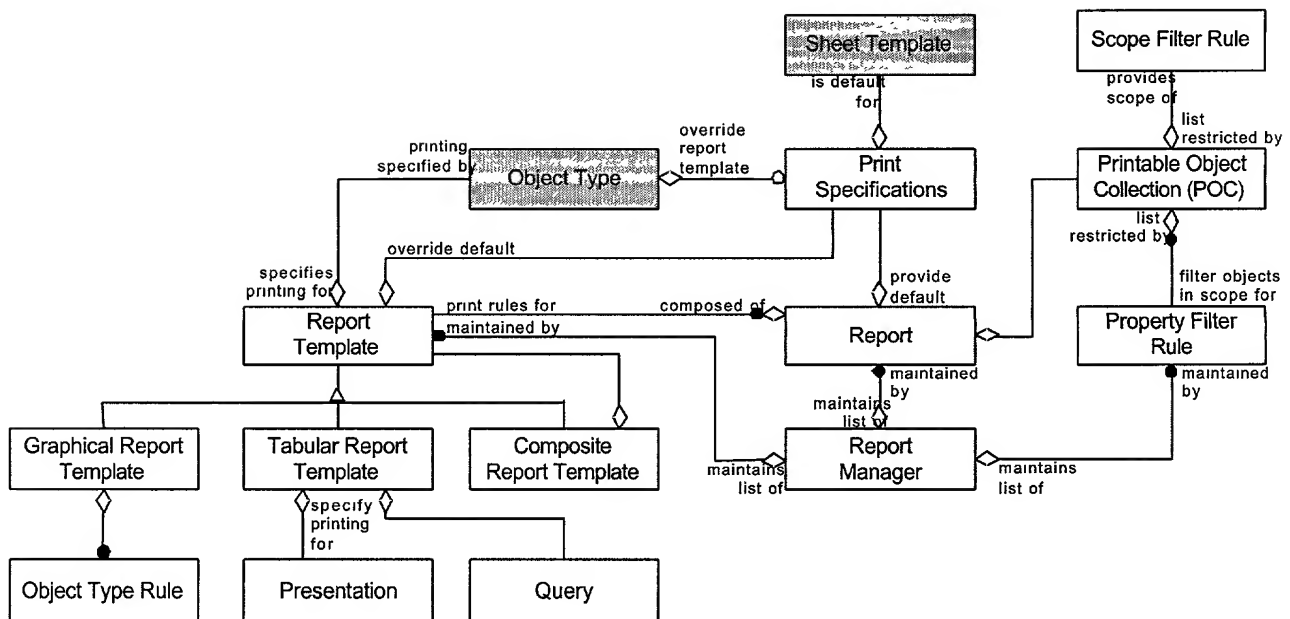 Sheet Template
Scope Filter Rule
is default
for
provides
scope of
list
restricted by
printing
specified by
override
report
template
Object Type
Print
Specifications
Printable Object
Collection (POC)
list
restricted by
override default
specifies
printing for
provide
default
filter objects
in scope for
print rules for
composed of
maintained by
Report
Template
Report
Property Filter
Rule
maintained
by
maintained
by
maintains
list of
Graphical Report
Template
Tabular Report
Template
Composite
Report Template
Report
Manager
maintains
list of
maintains
list of
specify
printing
for
Object Type Rule
Presentation
Query